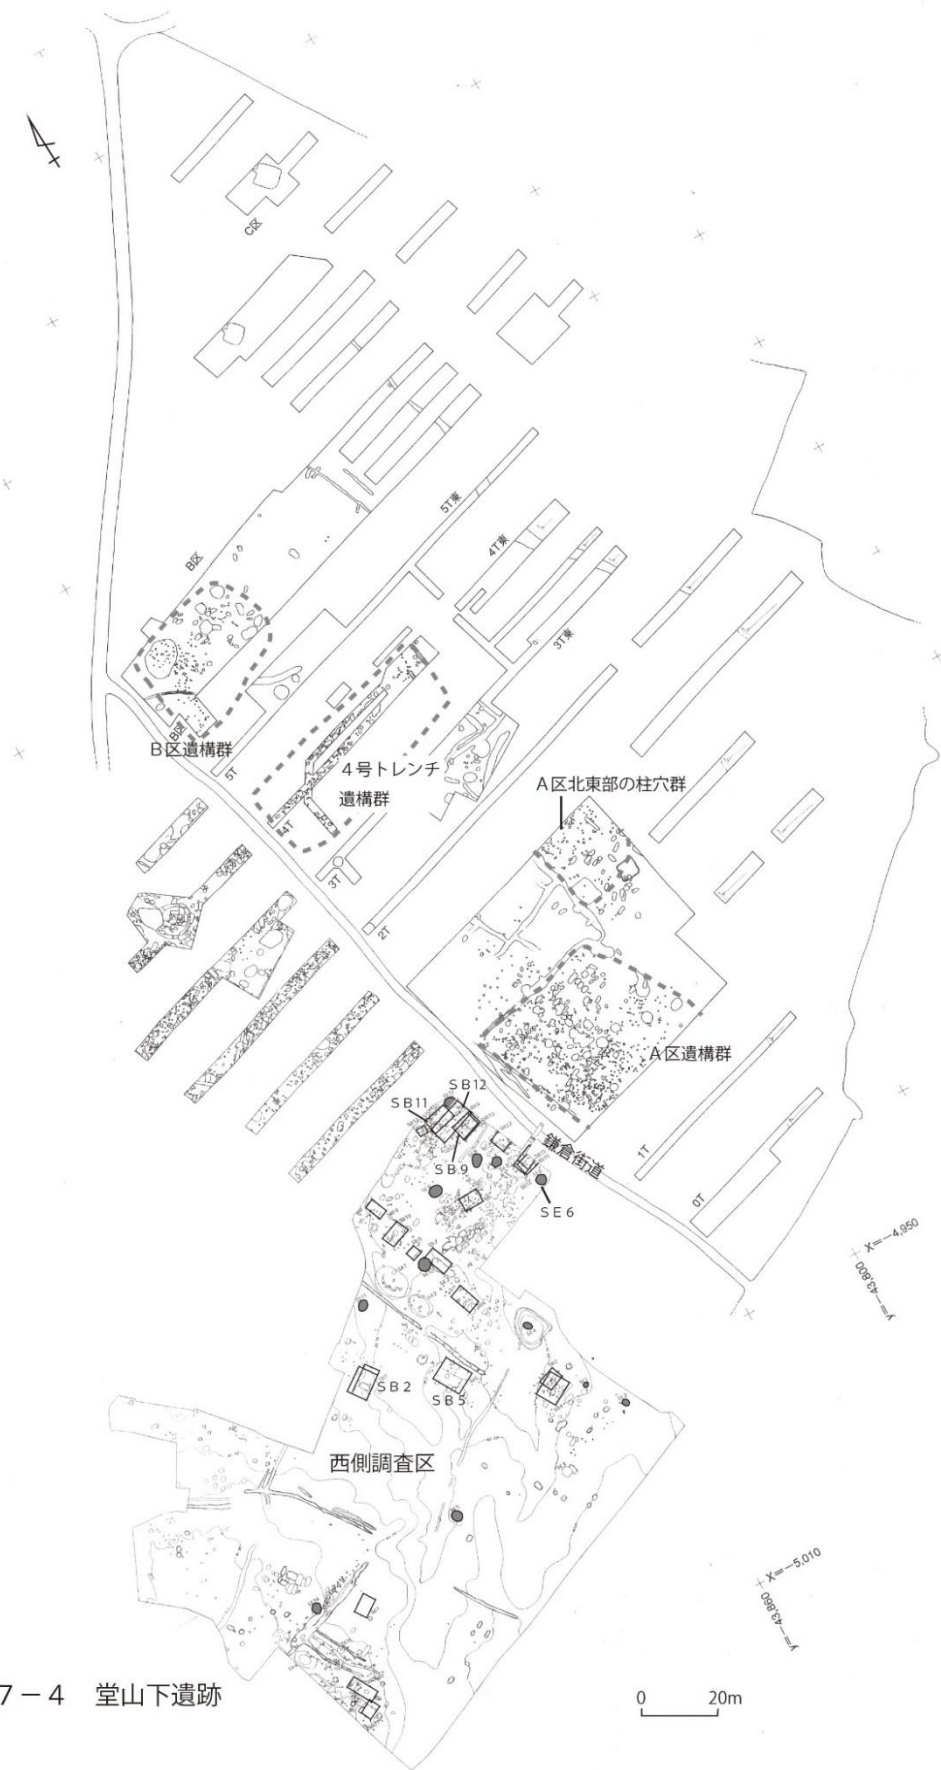 C区
5T東
4T東
B区
3T東
B区
B区遺構群
5T
4号トレンチ
遺構群
A区北東部の柱穴群
4T
3T
2T
A区遺構群
SB12
SB11
鎌倉街道
1T
SB9
SE6
0T
X=-4,950
y=-43,800
SB2
SB5
西側調査区
X=-5,010
y=-43,860
7-4 堂山下遺跡
0 20m